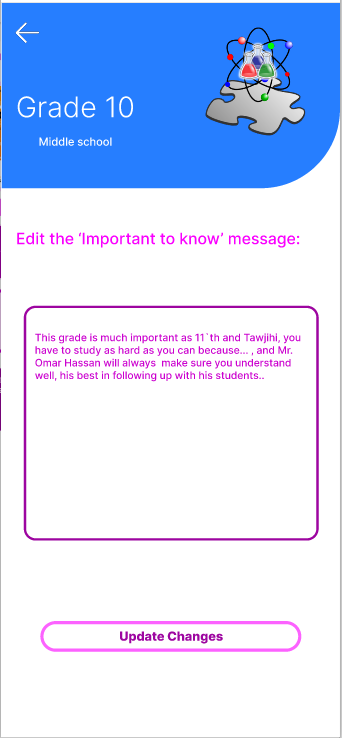 Grade 10
Middle school
Edit the ‘Important to know’ message:
This grade is much important as 11`th and Tawjihi, you
have to study as hard as you can because... , and Mr.
Omar Hassan will always  make sure you understand
well, his best in following up with his students..
Update Changes